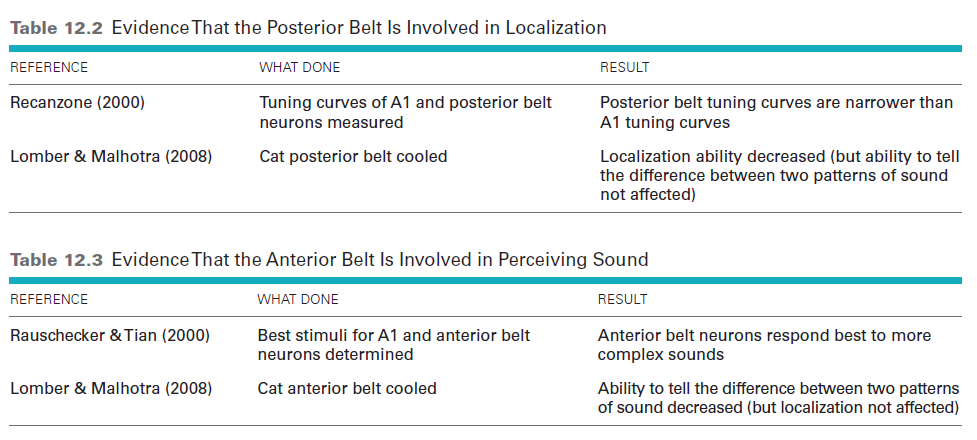 Table 12.2 Evidence That the Posterior Belt Is Involved in Localization
REFERENCE WHAT DONE RESULT
Recanzone (2000) Tuning curves of A1 and posterior belt Posterior belt tuning curves are narrower than
neurons measured A1 tuning curves
Lomber & Malhotra (2008) Cat posterior belt cooled Localization ability decreased (but ability to tell
the difference between two patterns of sound
not affected)
Table 12.3 Evidence That the Anterior Belt Is Involved in Perceiving Sound
REFERENCE WHAT DONE RESULT
Rauschecker & Tian (2000) Best stimuli for A1 and anterior belt Anterior belt neurons respond best to more
neurons determined complex sounds
Lomber & Malhotra (2008) Cat anterior belt cooled Ability to tell the difference between two patterns
of sound decreased (but localization not affected)